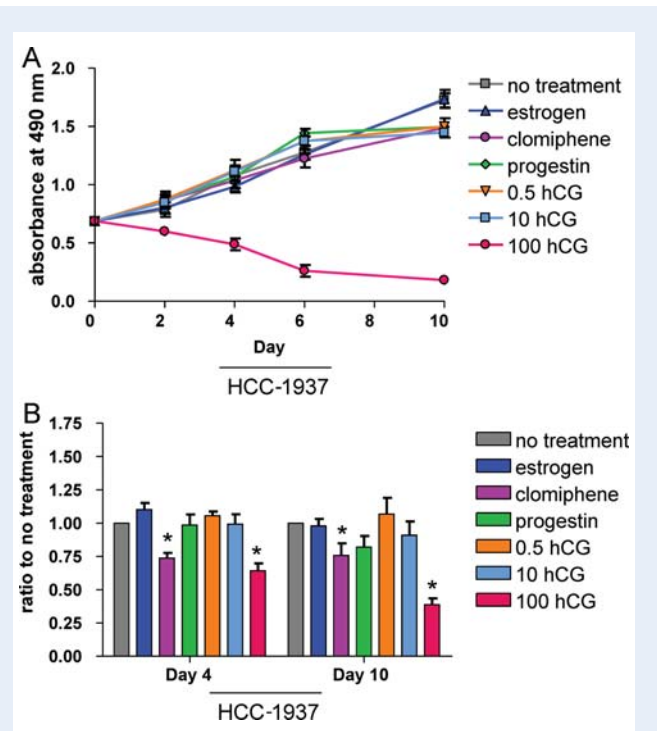 A
absorbance at 490 nm
2.0
1.5
1.0
0.5
0.0
0 2 4 6 8 10
Day
HCC-1937
no treatment
estrogen
clomiphene
progestin
0.5 hCG
10 hCG
100 hCG
B
ratio to no treatment
1.75
1.50
1.25
1.00
0.75
0.50
0.25
0.00
* * * *
Day 4 Day 10
HCC-1937
no treatment
estrogen
clomiphene
progestin
0.5 hCG
10 hCG
100 hCG